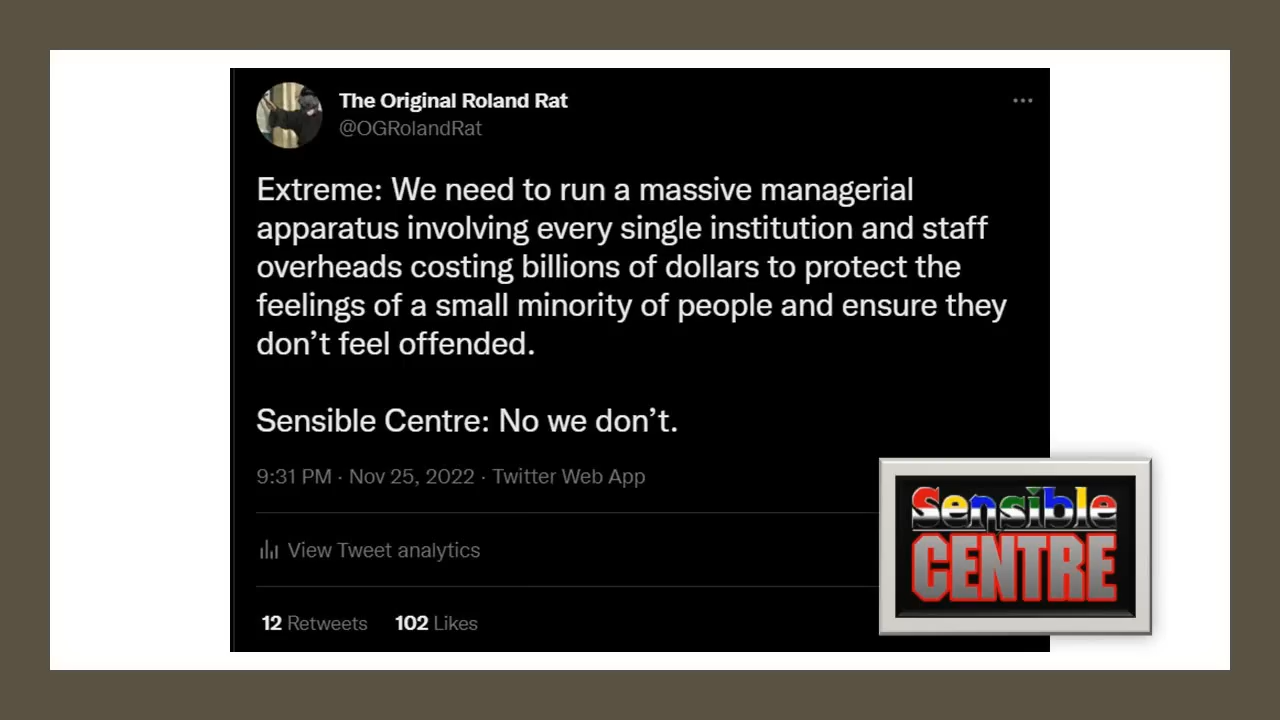 The Original Roland Rat
@OGRolandRat
Extreme: We need to run a massive managerial
apparatus involving every single institution and staff
overheads costing billions of dollars to protect the
feelings of a small minority of people and ensure they
don’t feel offended.
Sensible Centre: No we don’t.
9:31 PM · Nov 25, 2022 · Twitter Web App
View Tweet analytics
12 Retweets 102 Likes
Sensible
CENTRE